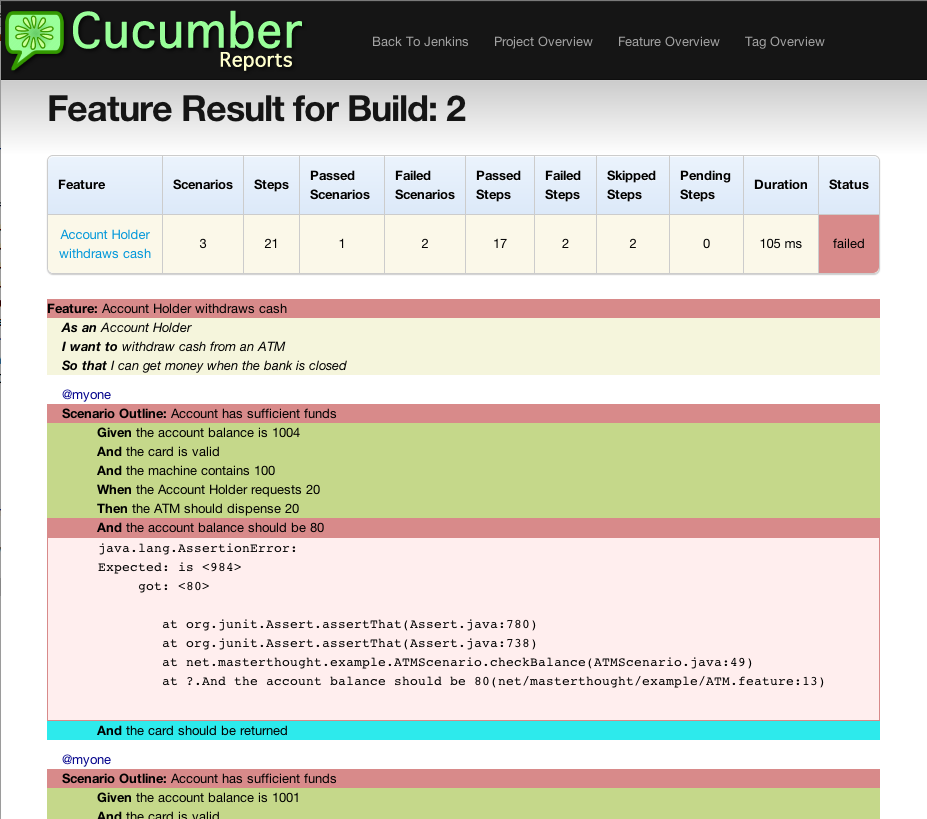 Cucumber
Reports
Back To Jenkins Project Overview Feature Overview Tag Overview
Feature Result for Build: 2
Feature Scenarios Steps Passed Scenarios Failed Scenarios Passed Steps Failed Steps Skipped Steps Pending Steps Duration Status
Account Holder withdraws cash 3 21 1 2 17 2 2 0 105 ms failed
Feature: Account Holder withdraws cash
As an Account Holder
I want to withdraw cash from an ATM
So that I can get money when the bank is closed
@myone
Scenario Outline: Account has sufficient funds
Given the account balance is 1004
And the card is valid
And the machine contains 100
When the Account Holder requests 20
Then the ATM should dispense 20
And the account balance should be 80
java.lang.AssertionError:
Expected: is <984>
got: <80>
at org.junit.Assert.assertThat(Assert.java:780)
at org.junit.Assert.assertThat(Assert.java:738)
at net.masterthought.example.ATMScenario.checkBalance(ATMScenario.java:49)
at ?.And the account balance should be 80(net/masterthought/example/ATM.feature:13)
And the card should be returned
@myone
Scenario Outline: Account has sufficient funds
Given the account balance is 1001
And the card is valid